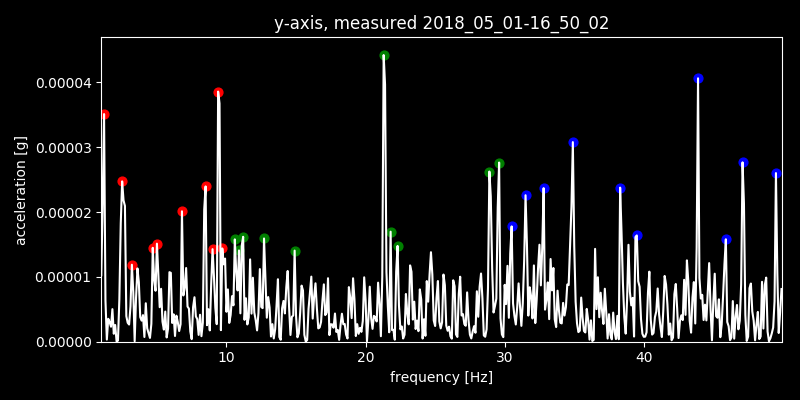 y-axis, measured 2018_05_01-16_50_02
0.00004
0.00003
0.00002
0.00001
0.00000
acceleration [g]
10 20 30 40
frequency [Hz]